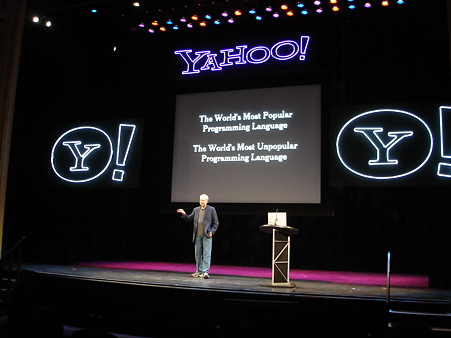 YAHOO!
The World's Most Popular
Programming Language
The World's Most Unpopular
Programming Language
Y!
Y!